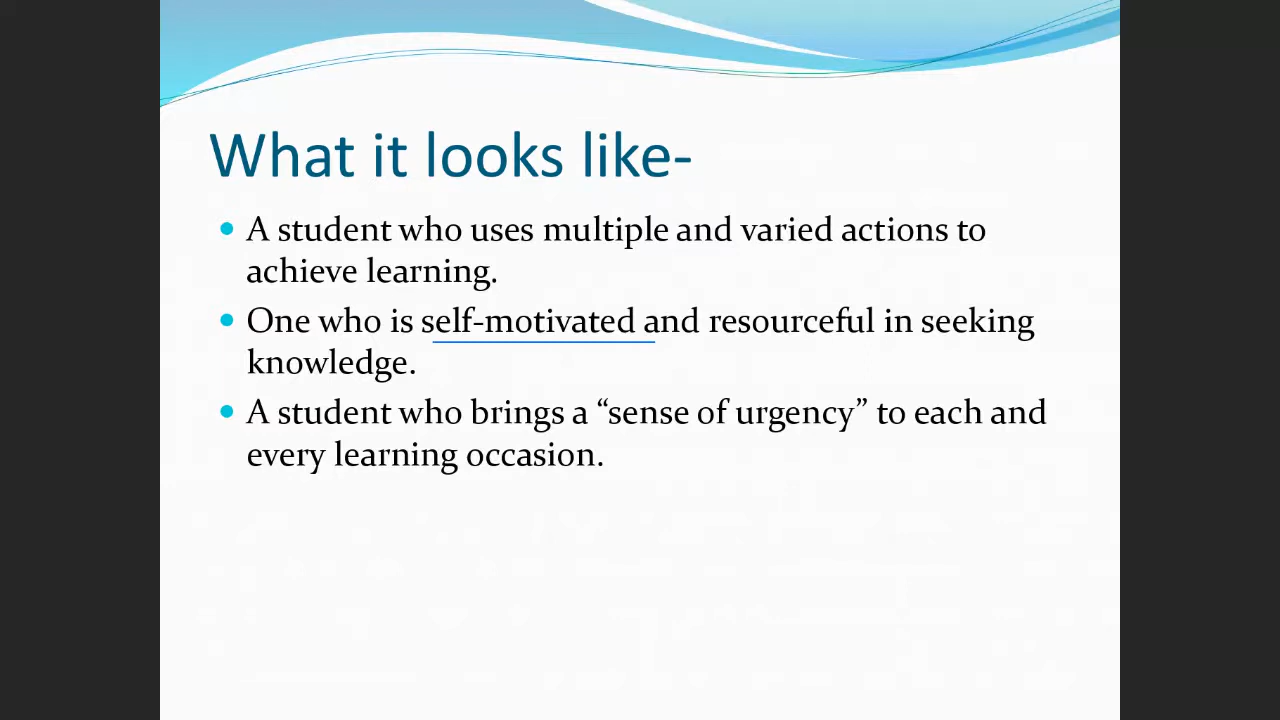 What it looks like-
A student who uses multiple and varied actions to
achieve learning.
One who is self-motivated and resourceful in seeking
knowledge.
A student who brings a “sense of urgency” to each and
every learning occasion.